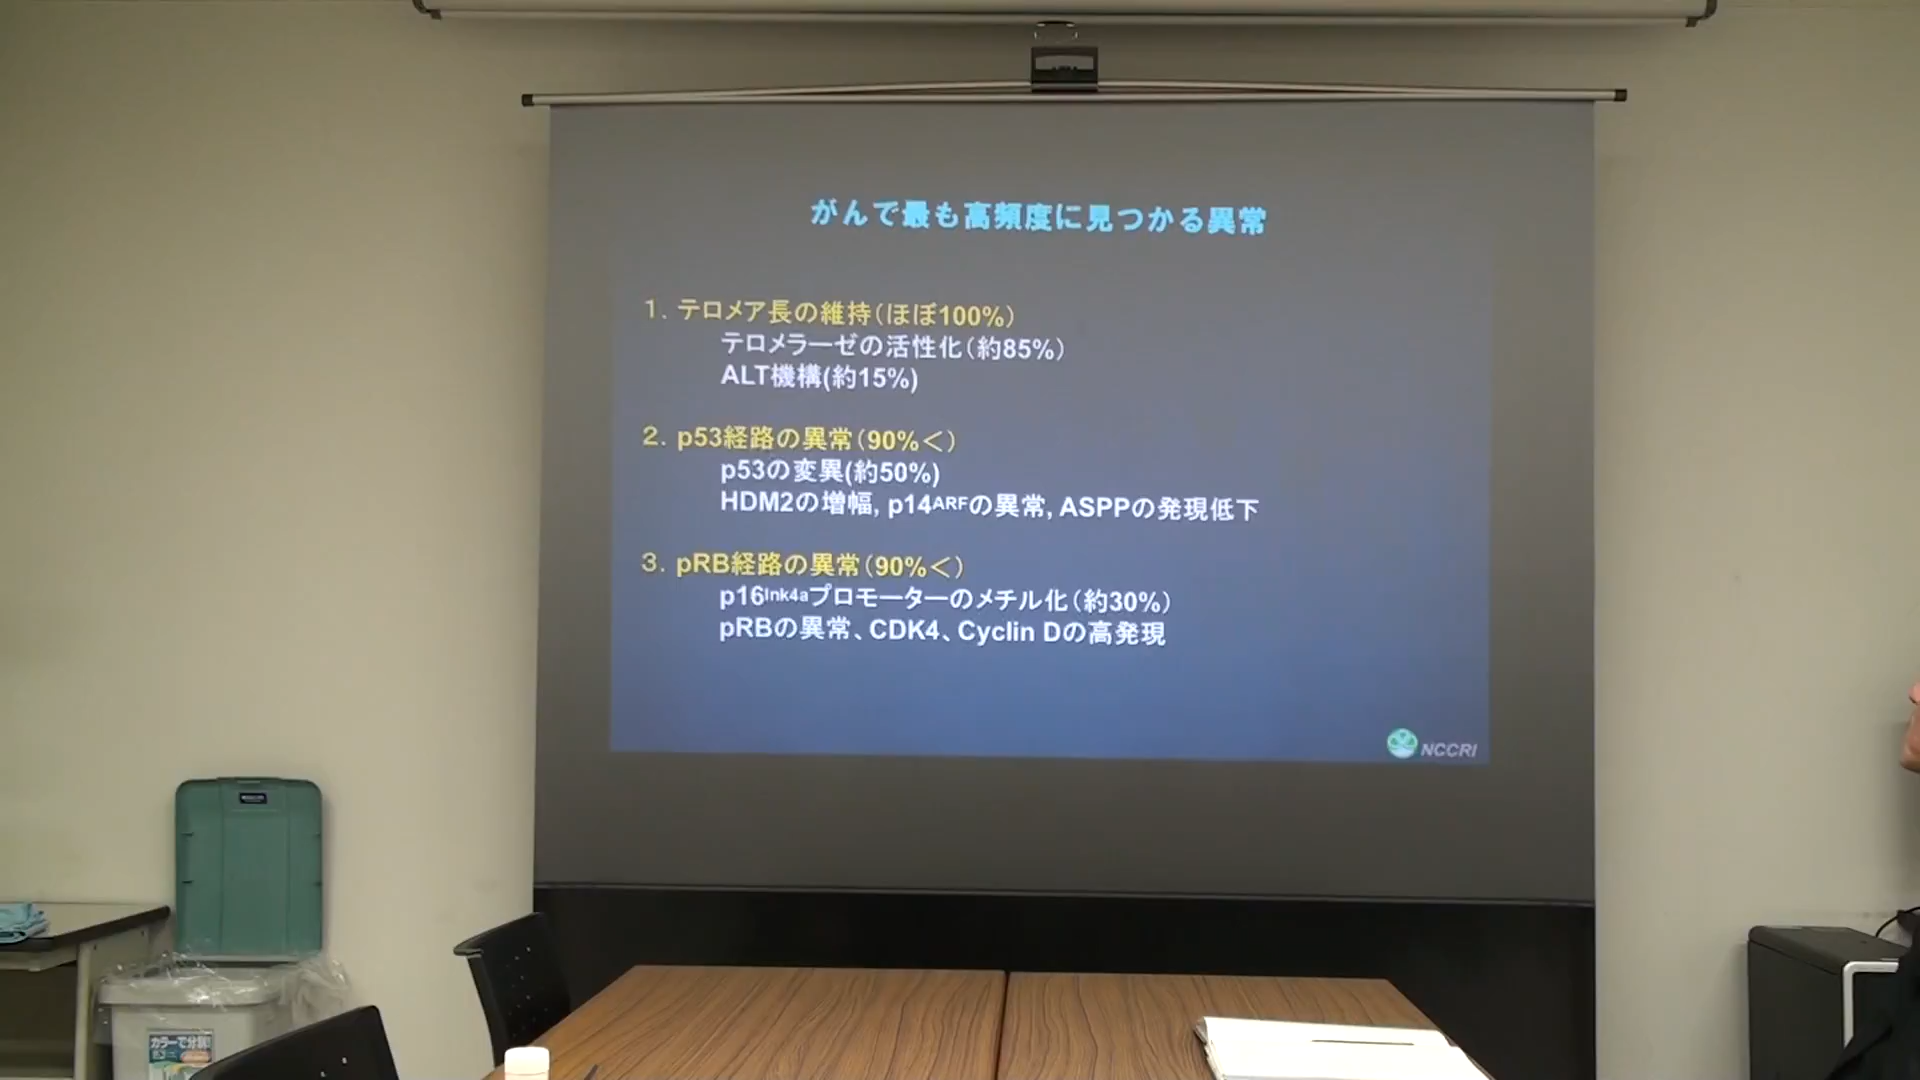 がんで最も高頻度に見つかる異常
1. テロメア長の維持(ほぼ100%)
テロメラーゼの活性化(約85%)
ALT機構(約15%)
2. p53経路の異常(90%<)
p53の変異(約50%)
HDM2の増幅, p14ARFの異常, ASPPの発現低下
3. pRB経路の異常(90%<)
p16Ink4aプロモーターのメチル化(約30%)
pRBの異常、CDK4、Cyclin Dの高発現
NCCRI
カラーで分別